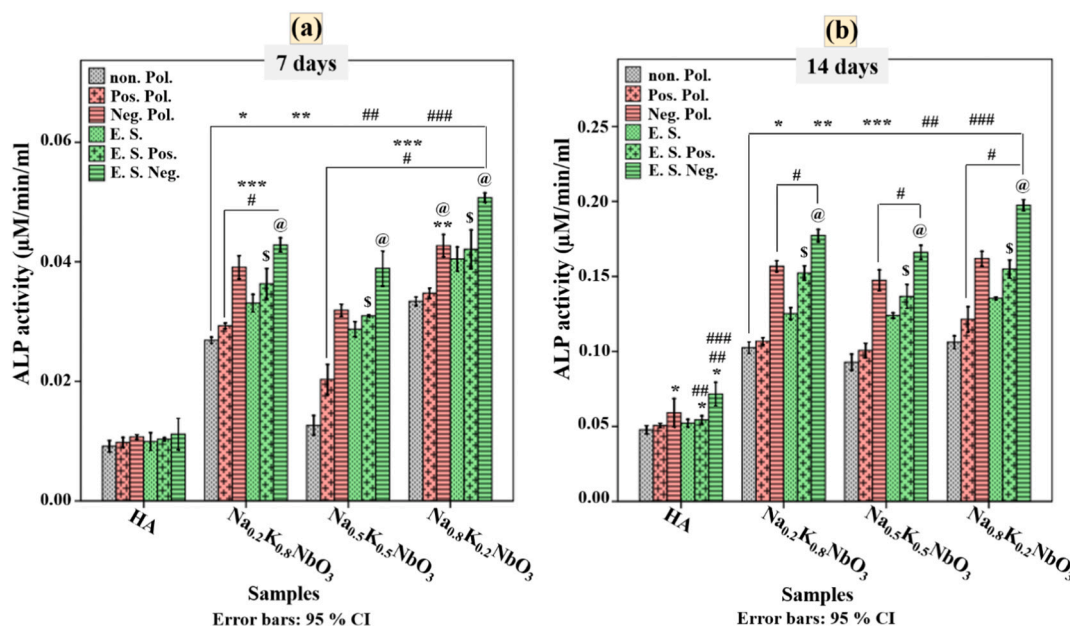 (a)
7 days
non. Pol.
Pos. Pol.
Neg. Pol.
E. S.
E. S. Pos.
E. S. Neg.
* ** ## ###
***
#
***
#
@
$
@
$
@
**
@
$
0.06
0.04
0.02
0.00
ALP activity (µM/min/ml)
HA
Na0.2K0.8NbO3
Na0.5K0.5NbO3
Na0.8K0.2NbO3
Samples
Error bars: 95 % CI
(b)
14 days
non. Pol.
Pos. Pol.
Neg. Pol.
E. S.
E. S. Pos.
E. S. Neg.
* ** *** ## ###
#
#
#
@
$
@
$
@
$
*
##
*
###
##
*
0.25
0.20
0.15
0.10
0.05
0.00
ALP activity (µM/min/ml)
HA
Na0.2K0.8NbO3
Na0.5K0.5NbO3
Na0.8K0.2NbO3
Samples
Error bars: 95 % CI